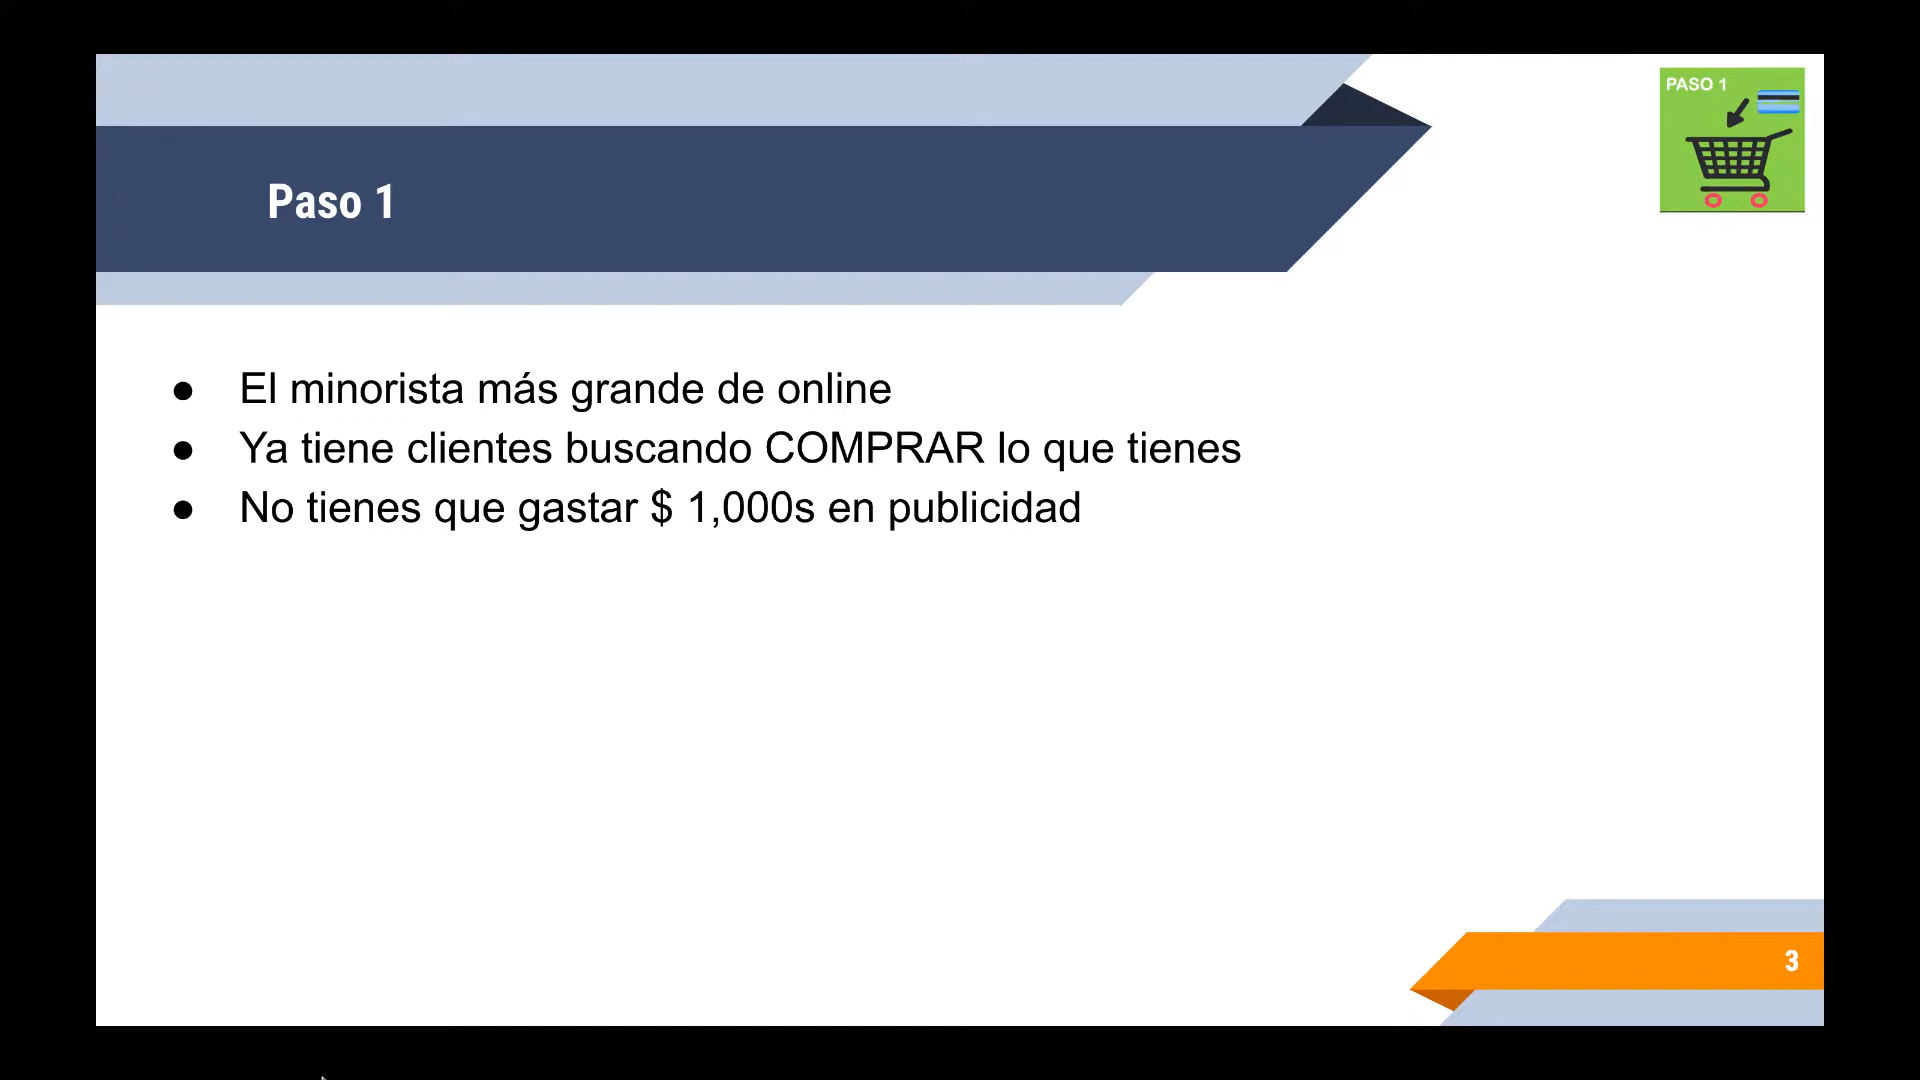 PASO 1
Paso 1
● El minorista más grande de online
● Ya tiene clientes buscando COMPRAR lo que tienes
● No tienes que gastar $ 1,000s en publicidad
3